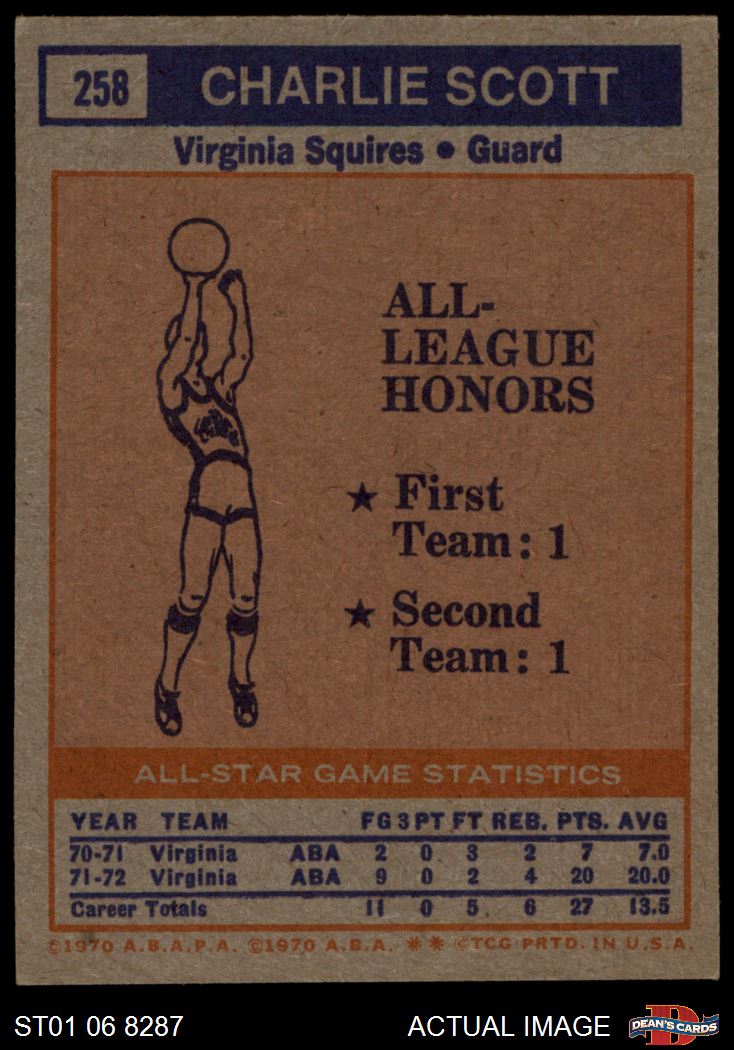 258 CHARLIE SCOTT
Virginia Squires • Guard
ALL-
LEAGUE
HONORS
★ First
Team: 1
★ Second
Team: 1
ALL-STAR GAME STATISTICS
YEAR TEAM FG 3PT FT REB. PTS. AVG
70-71 Virginia ABA 2 0 3 2 7 7.0
71-72 Virginia ABA 9 0 2 4 20 20.0
Career Totals 11 0 5 6 27 13.5
©1970 A.B.A.P.A. ©1970 A.B.A. ** ©TCG PRTD. IN U.S.A.
ST01 06 8287 ACTUAL IMAGE D DEAN'S CARDS